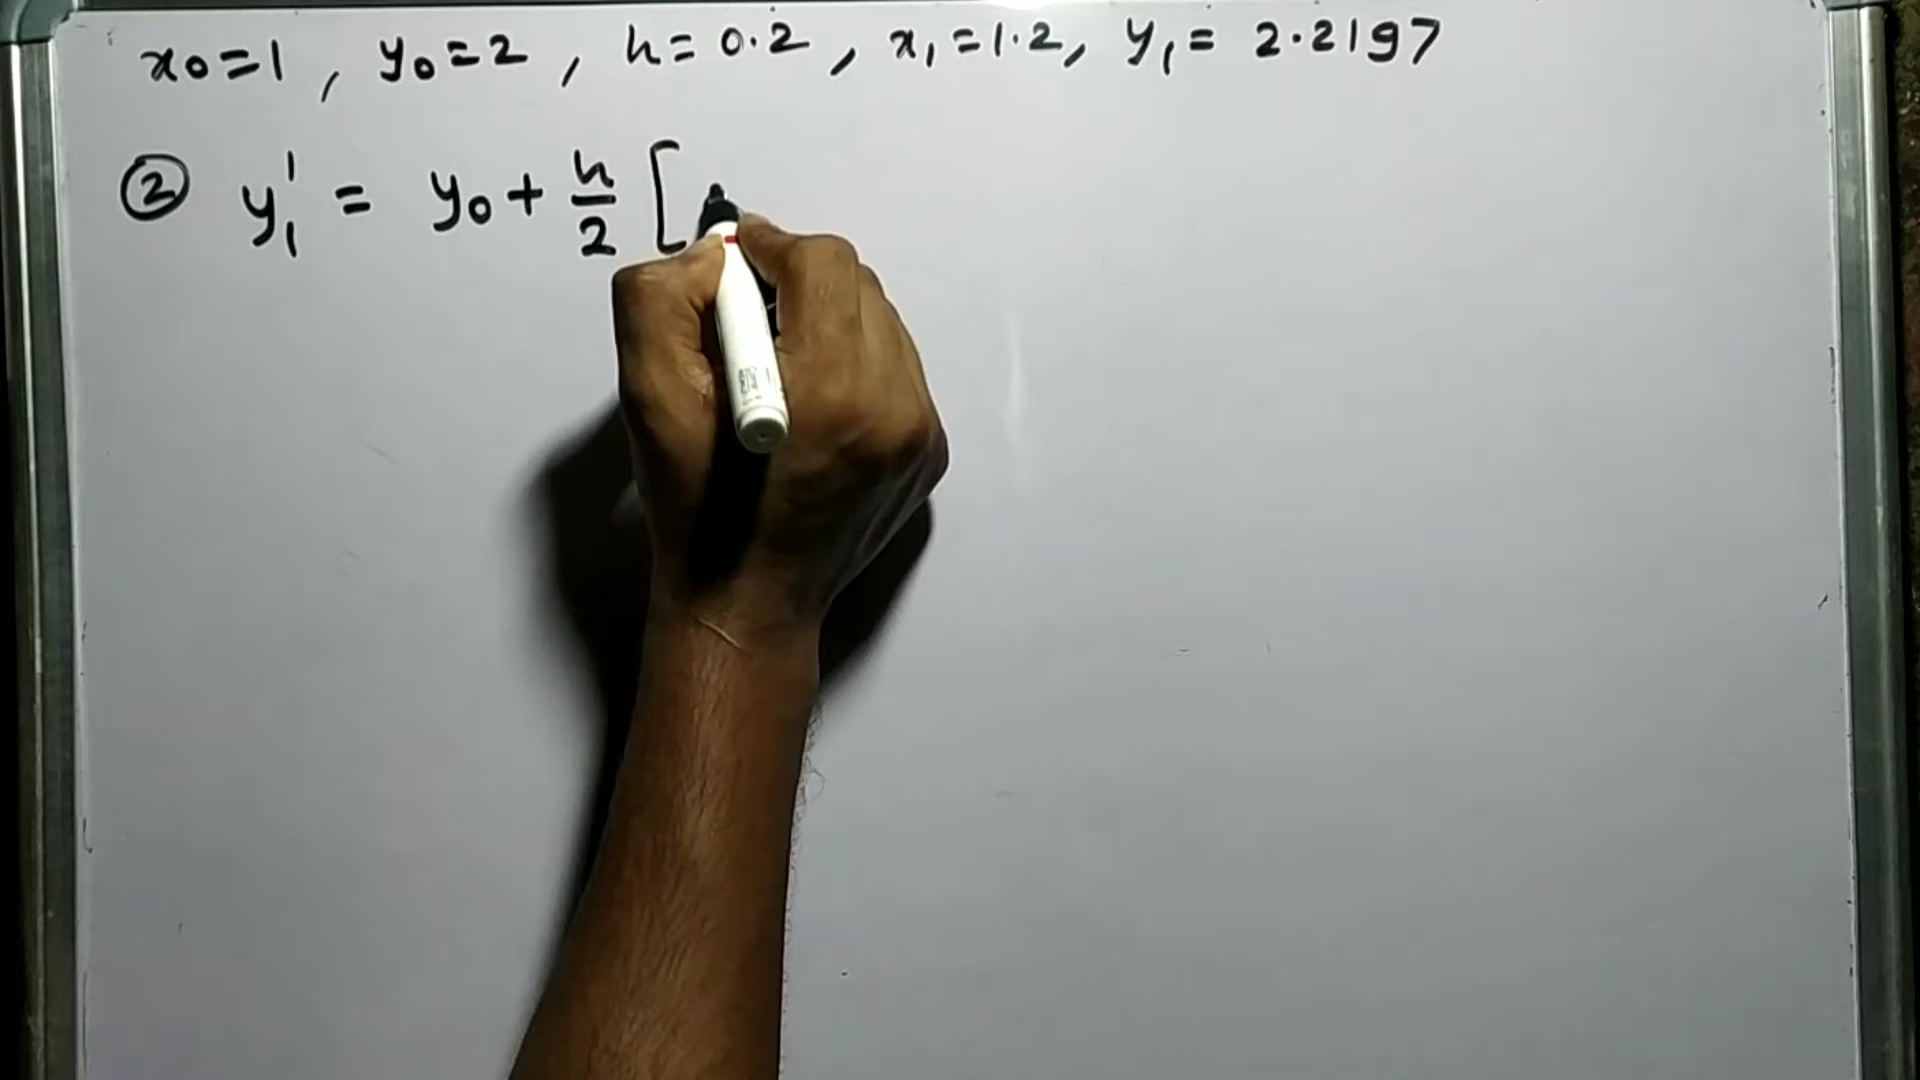 x₀=1, y₀=2, h=0.2, x₁=1.2, y₁= 2.2197
② y₁' = y₀ + h/2 [